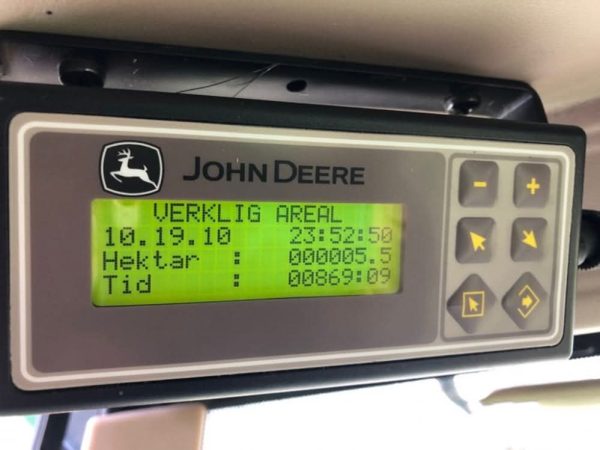 JOHN DEERE
VERKLIG AREAL
10.19.10 23:52:50
Hektar : 000005.5
Tid : 00869:09
- +